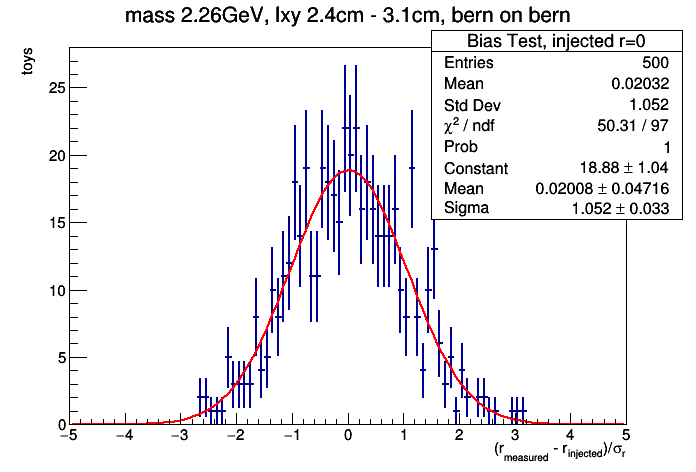 mass 2.26GeV, lxy 2.4cm - 3.1cm, bern on bern
Bias Test, injected r=0
Entries 500
Mean 0.02032
Std Dev 1.052
χ² / ndf 50.31 / 97
Prob 1
Constant 18.88 ± 1.04
Mean 0.02008 ± 0.04716
Sigma 1.052 ± 0.033
toys
25
20
15
10
5
0
−5 −4 −3 −2 −1 0 1 2 3 4 5
(r_measured - r_injected)/σ_r